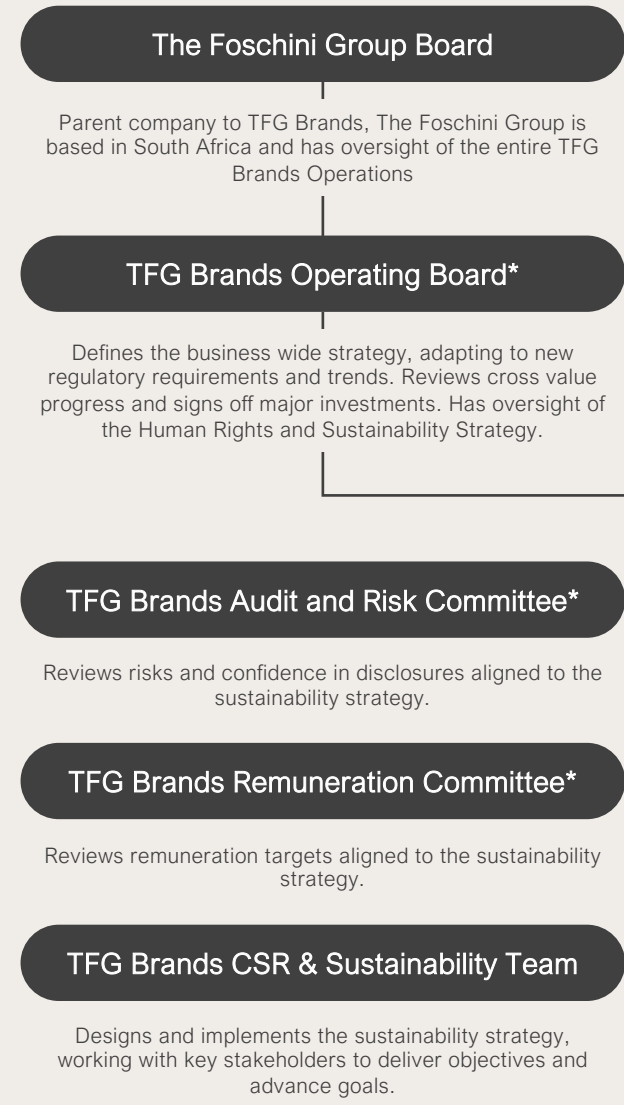 The Foschini Group Board
Parent company to TFG Brands, The Foschini Group is
based in South Africa and has oversight of the entire TFG
Brands Operations
TFG Brands Operating Board*
Defines the business wide strategy, adapting to new
regulatory requirements and trends. Reviews cross value
progress and signs off major investments. Has oversight of
the Human Rights and Sustainability Strategy.
TFG Brands Audit and Risk Committee*
Reviews risks and confidence in disclosures aligned to the
sustainability strategy.
TFG Brands Remuneration Committee*
Reviews remuneration targets aligned to the sustainability
strategy.
TFG Brands CSR & Sustainability Team
Designs and implements the sustainability strategy,
working with key stakeholders to deliver objectives and
advance goals.